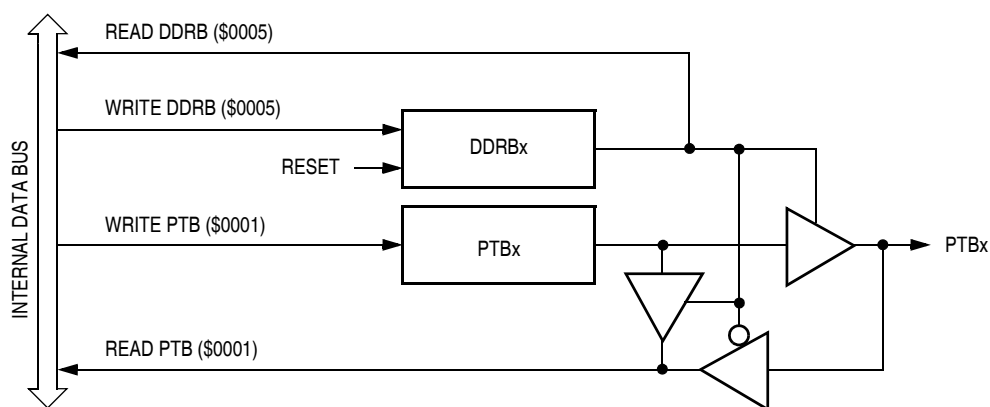 READ DDRB ($0005)
WRITE DDRB ($0005)
DDRBx
RESET
INTERNAL DATA BUS
WRITE PTB ($0001)
PTBx
PTBx
READ PTB ($0001)